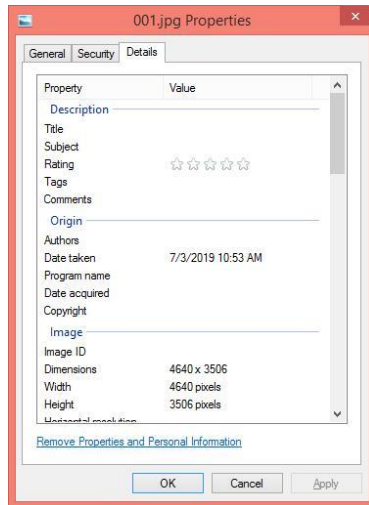 001.jpg Properties
General Security Details
Property Value
Description
Title
Subject
Rating
Tags
Comments
Origin
Authors
Date taken 7/3/2019 10:53 AM
Program name
Date acquired
Copyright
Image
Image ID
Dimensions 4640 x 3506
Width 4640 pixels
Height 3506 pixels
Horizontal resolution
Remove Properties and Personal Information
OK Cancel Apply